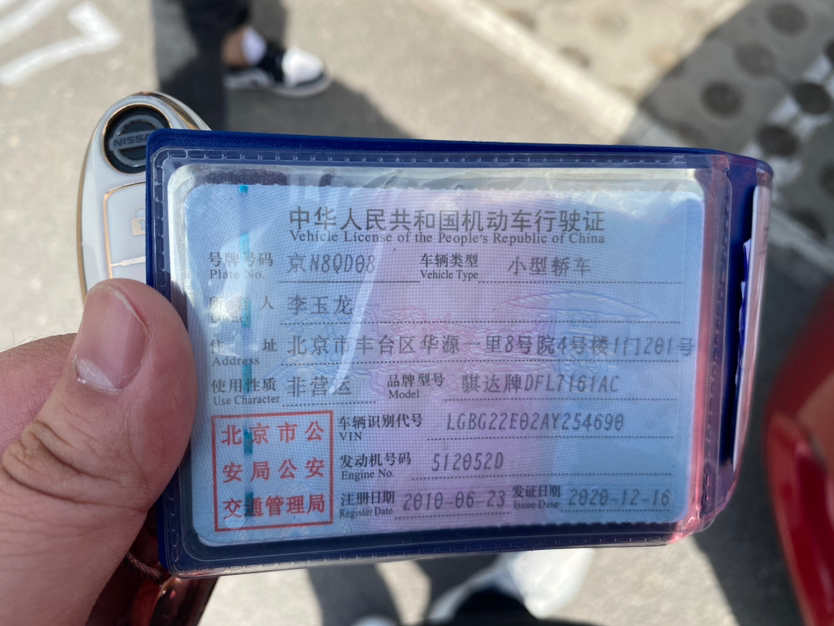 NISSAN
中华人民共和国机动车行驶证
Vehicle License of the People's Republic of China
号牌号码 京N8QD08 车辆类型 小型轿车
Plate No. Vehicle Type
所有人 李玉龙
Owner
住址 北京市丰台区华源一里8号院4号楼1门1201号
Address
使用性质 非营运 品牌型号 骐达牌DFL7161AC
Use Character Model
北京市公安局公安交通管理局
车辆识别代号 LGBG22E02AY254690
VIN
发动机号码 512052D
Engine No.
注册日期 2010-06-23 发证日期 2020-12-16
Register Date Issue Date